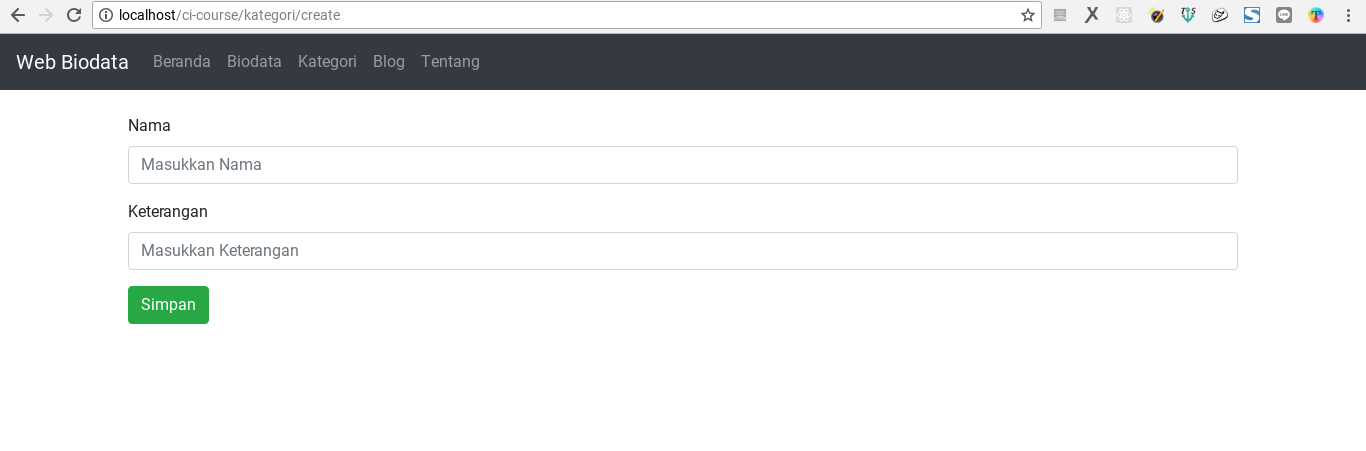 localhost/ci-course/kategori/create
Web Biodata Beranda Biodata Kategori Blog Tentang
Nama
Masukkan Nama
Keterangan
Masukkan Keterangan
Simpan